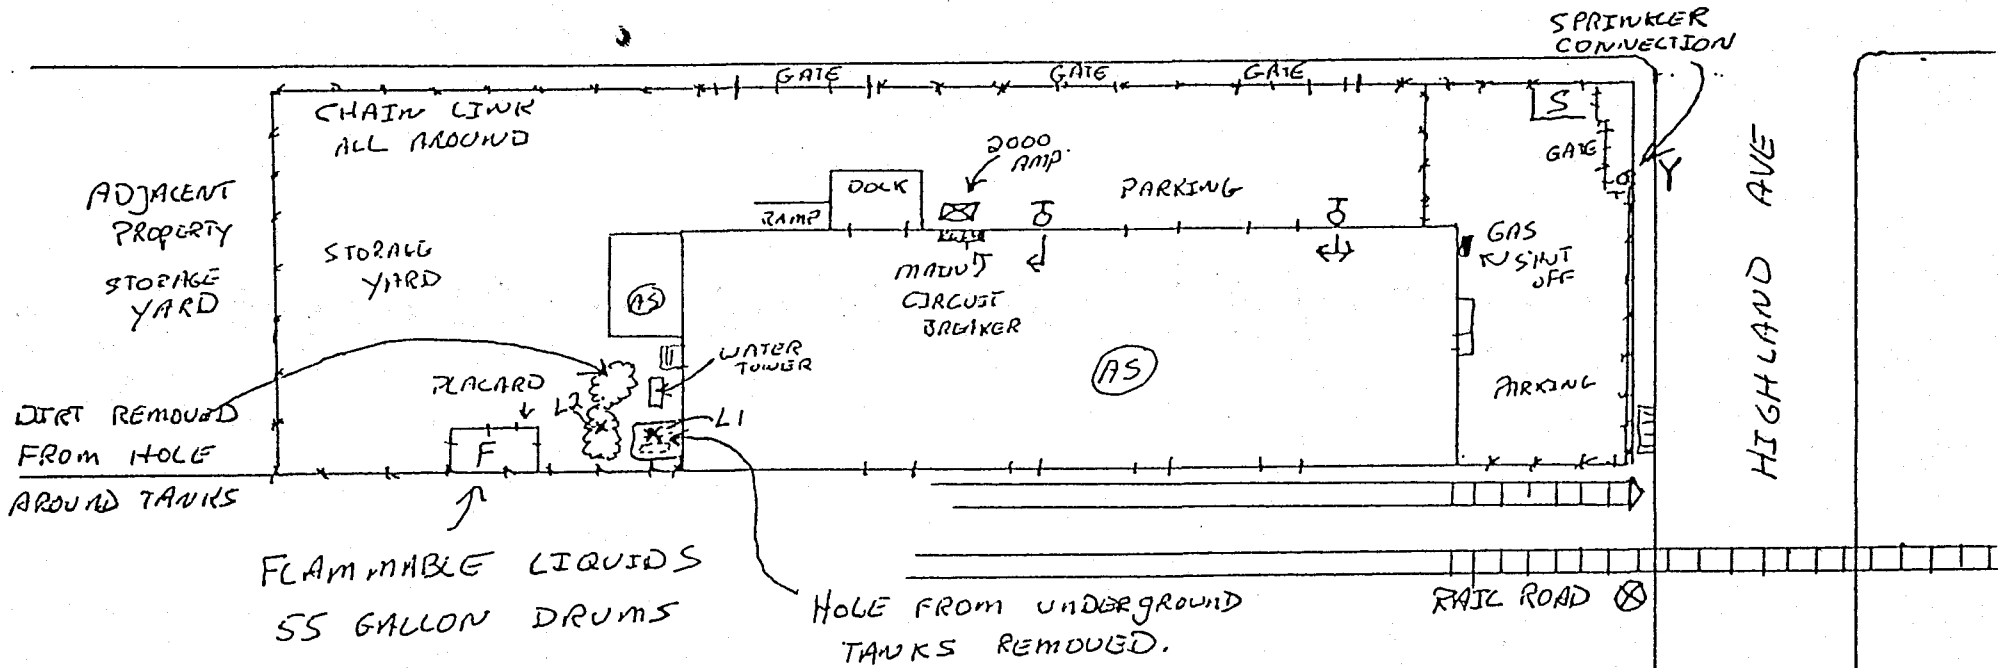 SPRINKLER
CONNECTION
GATE
GATE
GATE
CHAIN LINK
ALL AROUND
S
GATE
Y
2000
AMP.
ADJACENT
PROPERTY
STORAGE
YARD
STORAGE
YARD
DOCK
RAMP
PARKING
GAS
SHUT
OFF
AS
MAIN
CIRCUIT
BREAKER
HIGHLAND AVE
WATER
TOWER
AS
PLACARD
L2
L1
PARKING
DIRT REMOVED
FROM HOLE
AROUND TANKS
F
FLAMMABLE LIQUIDS
55 GALLON DRUMS
HOLE FROM UNDERGROUND
TANKS REMOVED.
RAIL ROAD